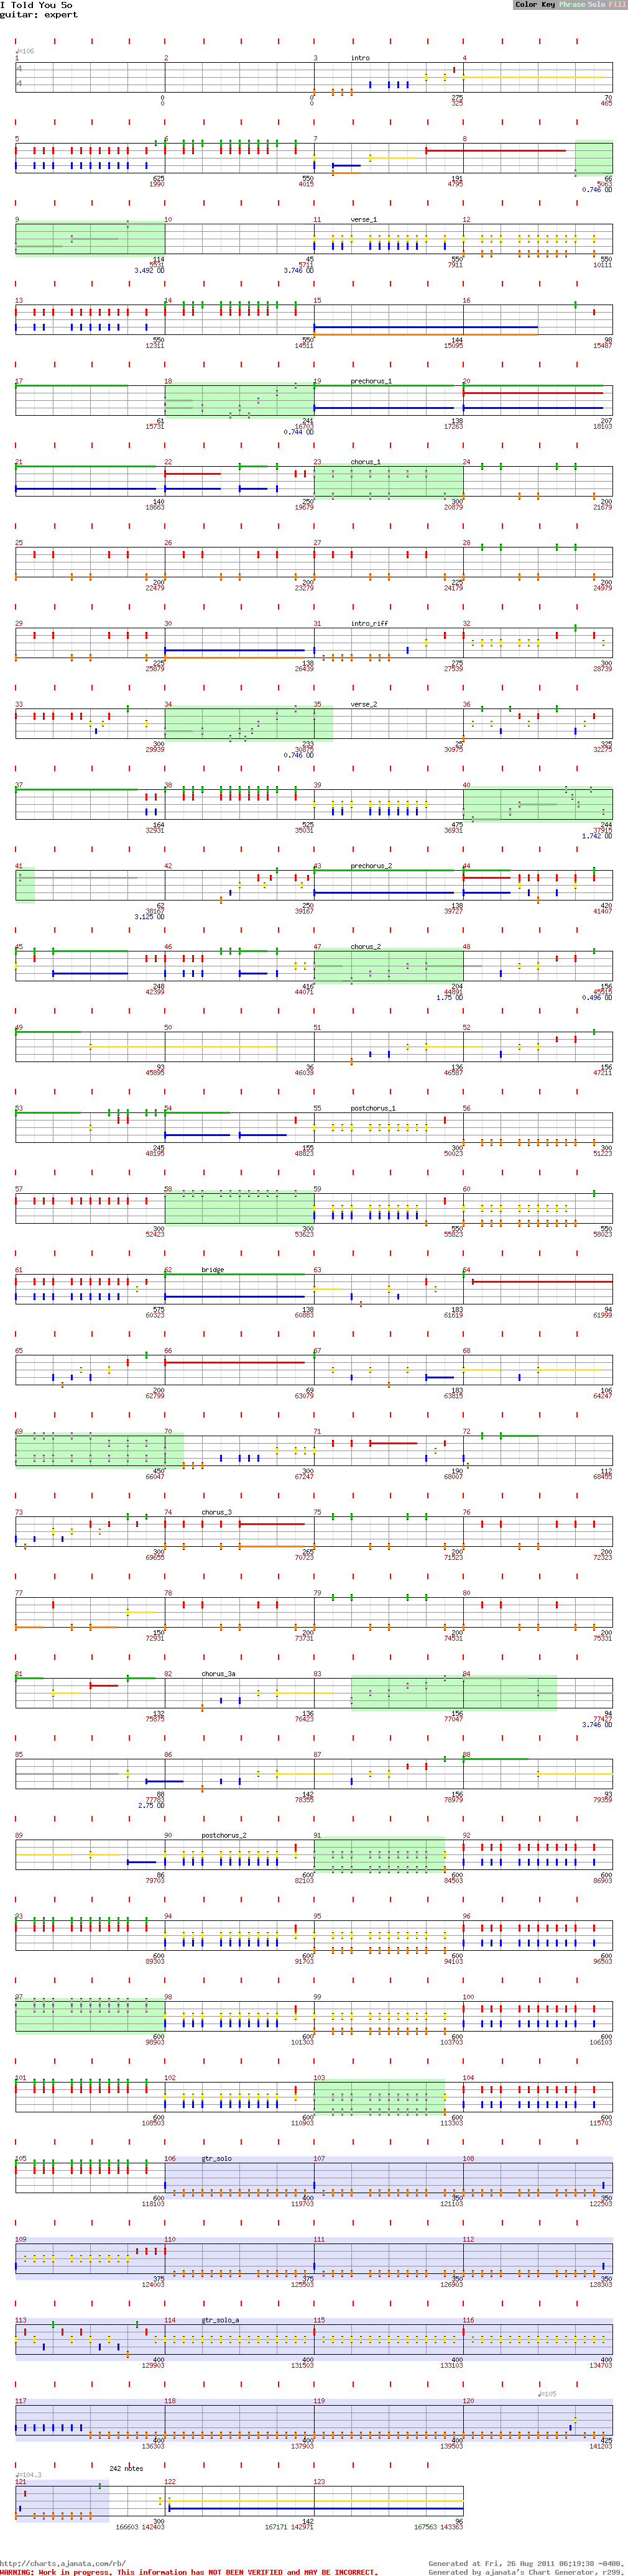 I Told You So
guitar: expert
Color Key Phrase Solo Fill
♩=106
1 2 3 intro 4
4
4
0 0 275 70
0 0 325 465
5 6 7 8
625 550 191 66
1990 4015 4795 5063
0.746 OD
9 10 11 verse_1 12
114 45 550 550
5531 5711 7911 10111
3.492 OD 3.746 OD
13 14 15 16
550 550 144 98
12311 14511 15095 15487
17 18 19 prechorus_1 20
61 241 138 207
15731 16703 17263 18103
0.744 OD
21 22 23 chorus_1 24
140 250 300 200
18663 19679 20879 21679
25 26 27 28
200 200 225 200
22479 23279 24179 24979
29 30 31 intro_riff 32
225 138 275 300
25879 26439 27539 28739
33 34 35 verse_2 36
300 233 25 325
29939 30875 30975 32275
0.746 OD
37 38 39 40
164 525 475 244
32931 35031 36931 37915
1.742 OD
41 42 43 prechorus_2 44
62 250 138 420
38167 39167 39727 41407
3.125 OD
45 46 47 chorus_2 48
248 416 204 156
42399 44071 44891 45515
1.75 OD 0.496 OD
49 50 51 52
93 36 136 156
45895 46039 46587 47211
53 54 55 postchorus_1 56
245 155 300 300
48195 48823 50023 51223
57 58 59 60
300 300 550 550
52423 53623 55823 58023
61 62 bridge 63 64
575 138 183 94
60323 60883 61619 61999
65 66 67 68
200 69 183 106
62799 63079 63815 64247
69 70 71 72
450 300 190 112
66047 67247 68007 68455
73 74 chorus_3 75 76
300 265 200 200
69655 70723 71523 72323
77 78 79 80
150 200 200 200
72931 73731 74531 75331
81 82 chorus_3a 83 84
132 136 156 94
75875 76423 77047 77427
3.746 OD
85 86 87 88
88 142 156 93
77783 78355 78979 79359
2.75 OD
89 90 postchorus_2 91 92
86 600 600 600
79703 82103 84503 86903
93 94 95 96
600 600 600 600
89303 91703 94103 96503
97 98 99 100
600 600 600 600
98903 101303 103703 106103
101 102 103 104
600 600 600 600
108503 110903 113303 115703
105 106 gtr_solo 107 108
600 400 350 350
118103 119703 121103 122503
109 110 111 112
375 375 350 350
124003 125503 126903 128303
113 114 gtr_solo_a 115 116
400 400 400 400
129903 131503 133103 134703
♩=105
117 118 119 120
400 400 400 425
136303 137903 139503 141203
♩=104.3 242 notes
121 122 123
300 142 96
166603 142403 167171 142971 167563 143363
http://charts.ajanata.com/rb/
Generated at Fri, 26 Aug 2011 06:19:38 -0400,
WARNING: Work in progress. This information has NOT BEEN VERIFIED and MAY BE INCORRECT.
Generated by ajanata's Chart Generator, r299.